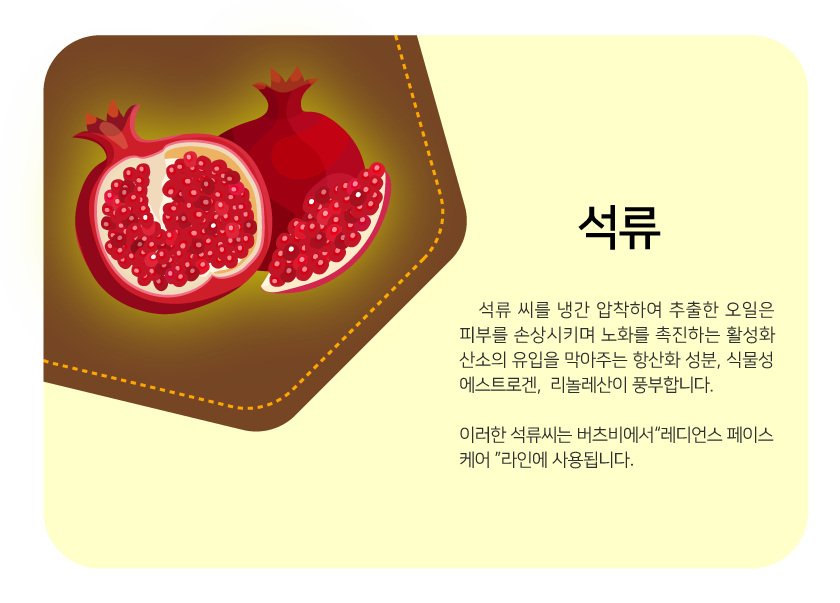 석류
석류 씨를 냉간 압착하여 추출한 오일은
피부를 손상시키며 노화를 촉진하는 활성화
산소의 유입을 막아주는 항산화 성분, 식물성
에스트로겐, 리놀레산이 풍부합니다.
이러한 석류씨는 버츠비에서"레디언스 페이스
케어 "라인에 사용됩니다.